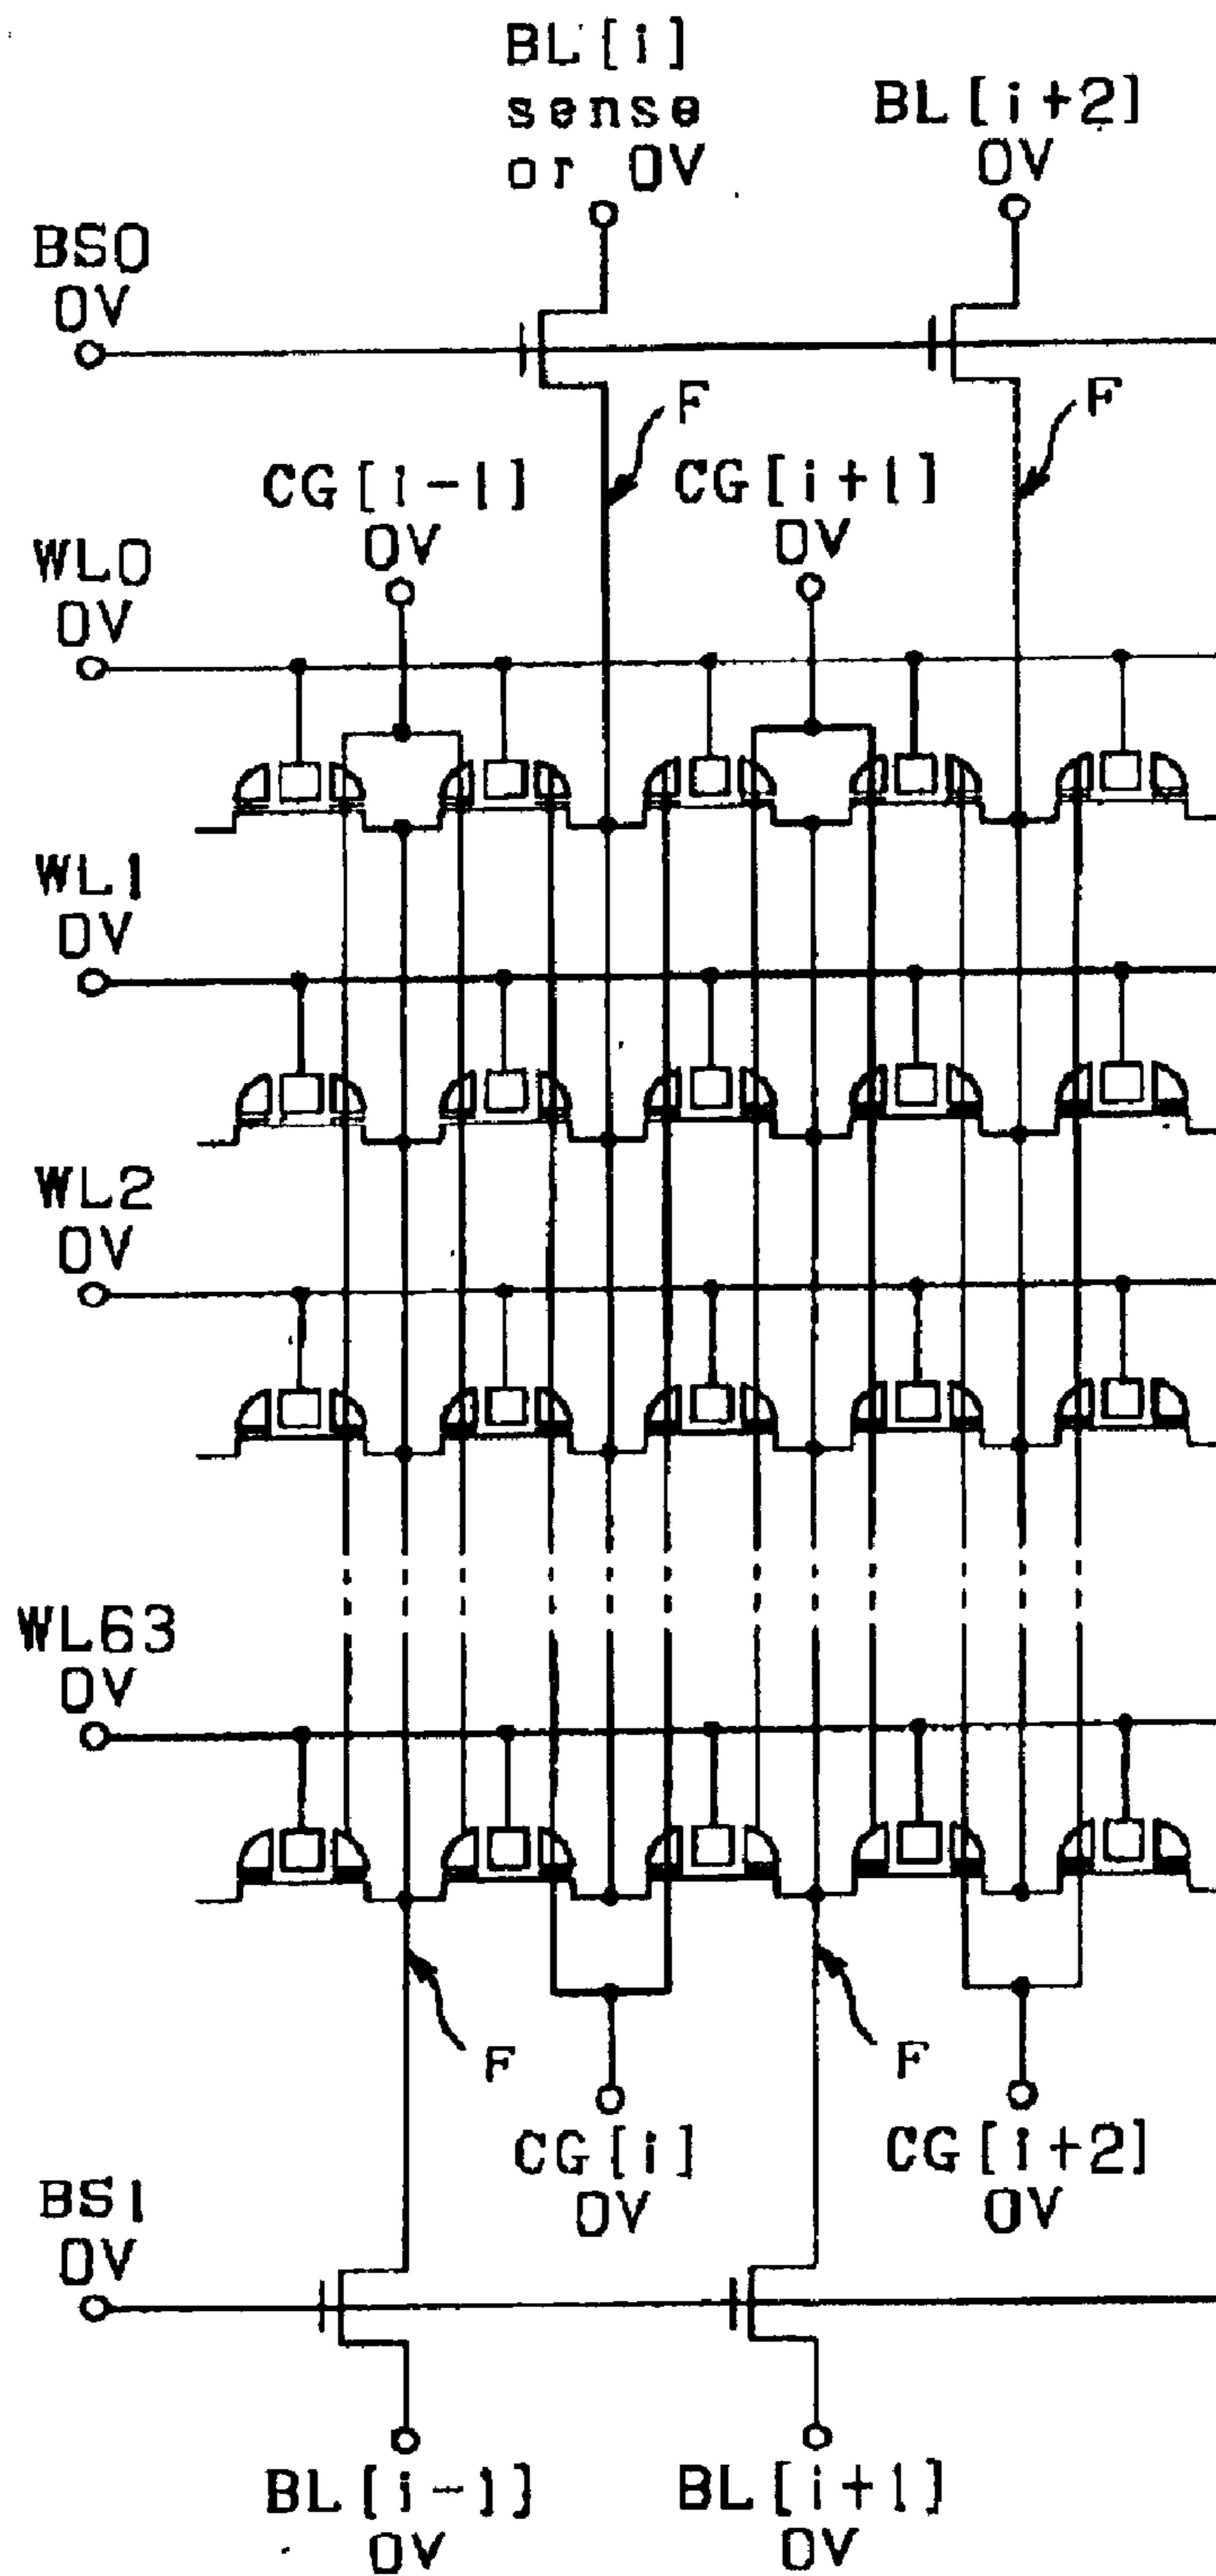 BL[i]
sense
or 0V
BL[i+2]
0V
BS0
0V
F
F
CG[i-1]
0V
CG[i+1]
0V
WL0
0V
WL1
0V
WL2
0V
WL63
0V
F
F
CG[i]
0V
CG[i+2]
0V
BS1
0V
BL[i-1]
0V
BL[i+1]
0V